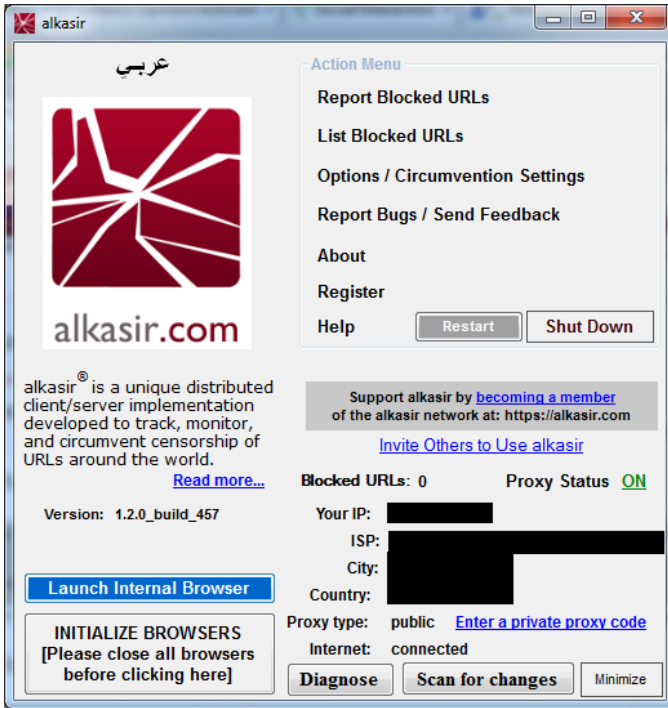 alkasir
عربي
alkasir.com
alkasir® is a unique distributed
client/server implementation
developed to track, monitor,
and circumvent censorship of
URLs around the world.
Read more...
Version: 1.2.0_build_457
Launch Internal Browser
INITIALIZE BROWSERS
[Please close all browsers
before clicking here]
Action Menu
Report Blocked URLs
List Blocked URLs
Options / Circumvention Settings
Report Bugs / Send Feedback
About
Register
Help Restart Shut Down
Support alkasir by becoming a member
of the alkasir network at: https://alkasir.com
Invite Others to Use alkasir
Blocked URLs: 0 Proxy Status ON
Your IP:
ISP:
City:
Country:
Proxy type: public Enter a private proxy code
Internet: connected
Diagnose Scan for changes Minimize